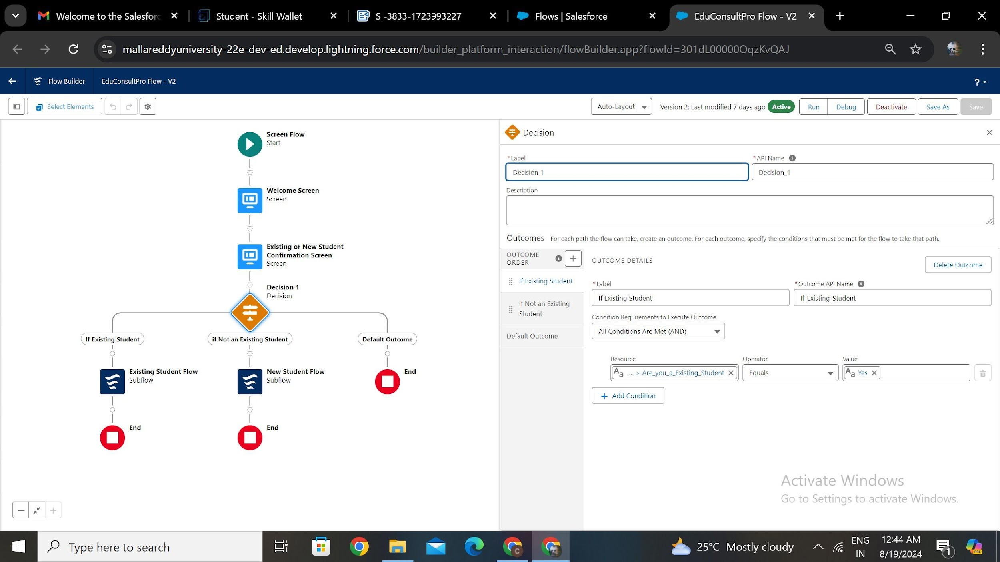 Welcome to the Salesforc
Student - Skill Wallet
SI-3833-1723993227
Flows | Salesforce
EduConsultPro Flow - V2
mallareddyuniversity-22e-dev-ed.develop.lightning.force.com/builder_platform_interaction/flowBuilder.app?flowId=301dL00000OqzKvQAJ
Flow Builder
EduConsultPro Flow - V2
?
Select Elements
Auto-Layout
Version 2: Last modified 7 days ago
Active
Run
Debug
Deactivate
Save As
Save
Screen Flow
Start
Welcome Screen
Screen
Existing or New Student
Confirmation Screen
Screen
Decision 1
Decision
If Existing Student
if Not an Existing Student
Default Outcome
Existing Student Flow
Subflow
New Student Flow
Subflow
End
End
End
Decision
*Label
*API Name
Decision 1
Decision_1
Description
Outcomes
For each path the flow can take, create an outcome. For each outcome, specify the conditions that must be met for the flow to take that path.
OUTCOME
ORDER
If Existing Student
if Not an Existing
Student
Default Outcome
OUTCOME DETAILS
Delete Outcome
*Label
*Outcome API Name
If Existing Student
If_Existing_Student
Condition Requirements to Execute Outcome
All Conditions Are Met (AND)
Resource
Operator
Value
Aa ... > Are_you_a_Existing_Student
Equals
Aa Yes
+ Add Condition
Activate Windows
Go to Settings to activate Windows.
Type here to search
C
25°C Mostly cloudy
ENG
IN
12:44 AM
8/19/2024
1
PRE